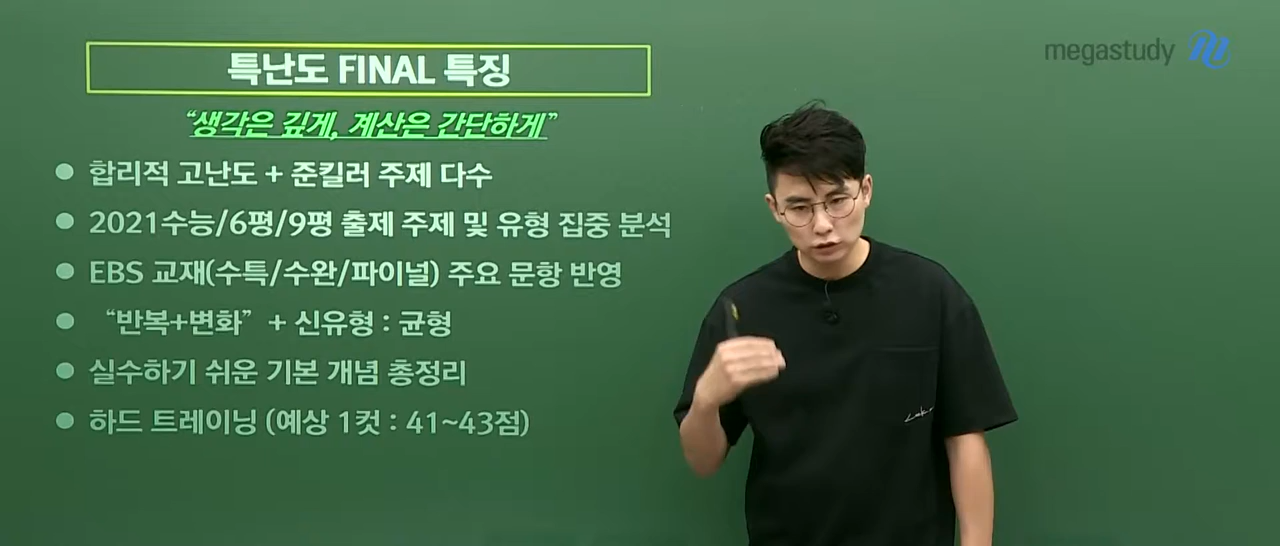 megastudy
특난도 FINAL 특징
“생각은 깊게, 계산은 간단하게”
● 합리적 고난도 + 준킬러 주제 다수
● 2021수능/6평/9평 출제 주제 및 유형 집중 분석
● EBS 교재(수특/수완/파이널) 주요 문항 반영
● “반복+변화” + 신유형 : 균형
● 실수하기 쉬운 기본 개념 총정리
● 하드 트레이닝 (예상 1컷 : 41~43점)